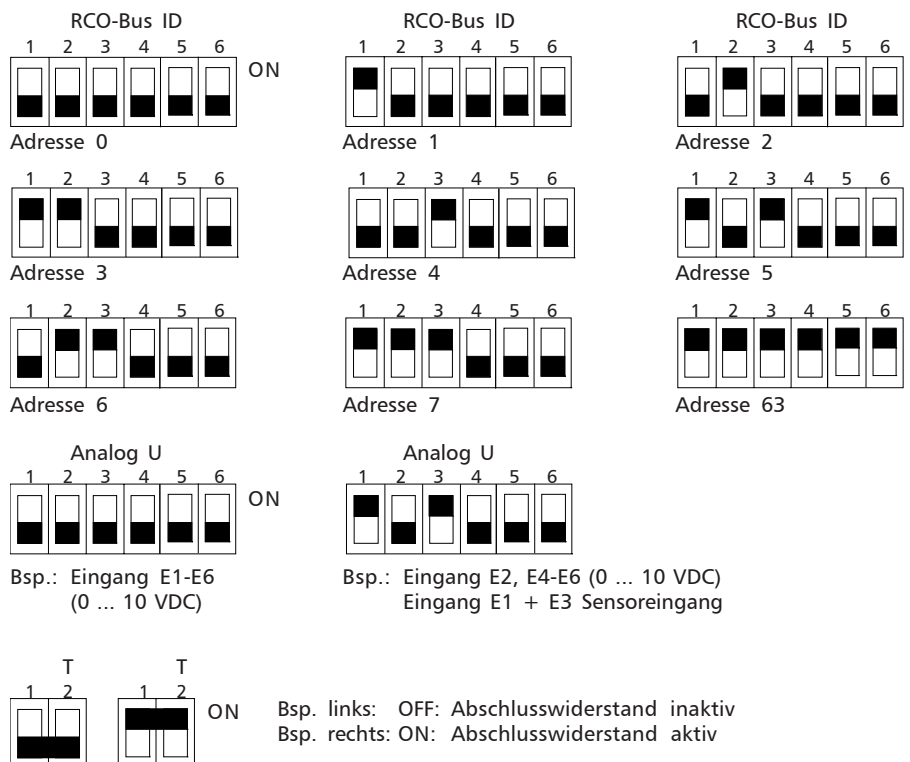 RCO-Bus ID RCO-Bus ID RCO-Bus ID
1 2 3 4 5 6 ON 1 2 3 4 5 6 1 2 3 4 5 6
Adresse 0 Adresse 1 Adresse 2
1 2 3 4 5 6 1 2 3 4 5 6 1 2 3 4 5 6
Adresse 3 Adresse 4 Adresse 5
1 2 3 4 5 6 1 2 3 4 5 6 1 2 3 4 5 6
Adresse 6 Adresse 7 Adresse 63
Analog U Analog U
1 2 3 4 5 6 ON 1 2 3 4 5 6
Bsp.: Eingang E1-E6 Bsp.: Eingang E2, E4-E6 (0 ... 10 VDC)
(0 ... 10 VDC) Eingang E1 + E3 Sensoreingang
T T
1 2 1 2 ON Bsp. links: OFF: Abschlusswiderstand inaktiv
Bsp. rechts: ON: Abschlusswiderstand aktiv